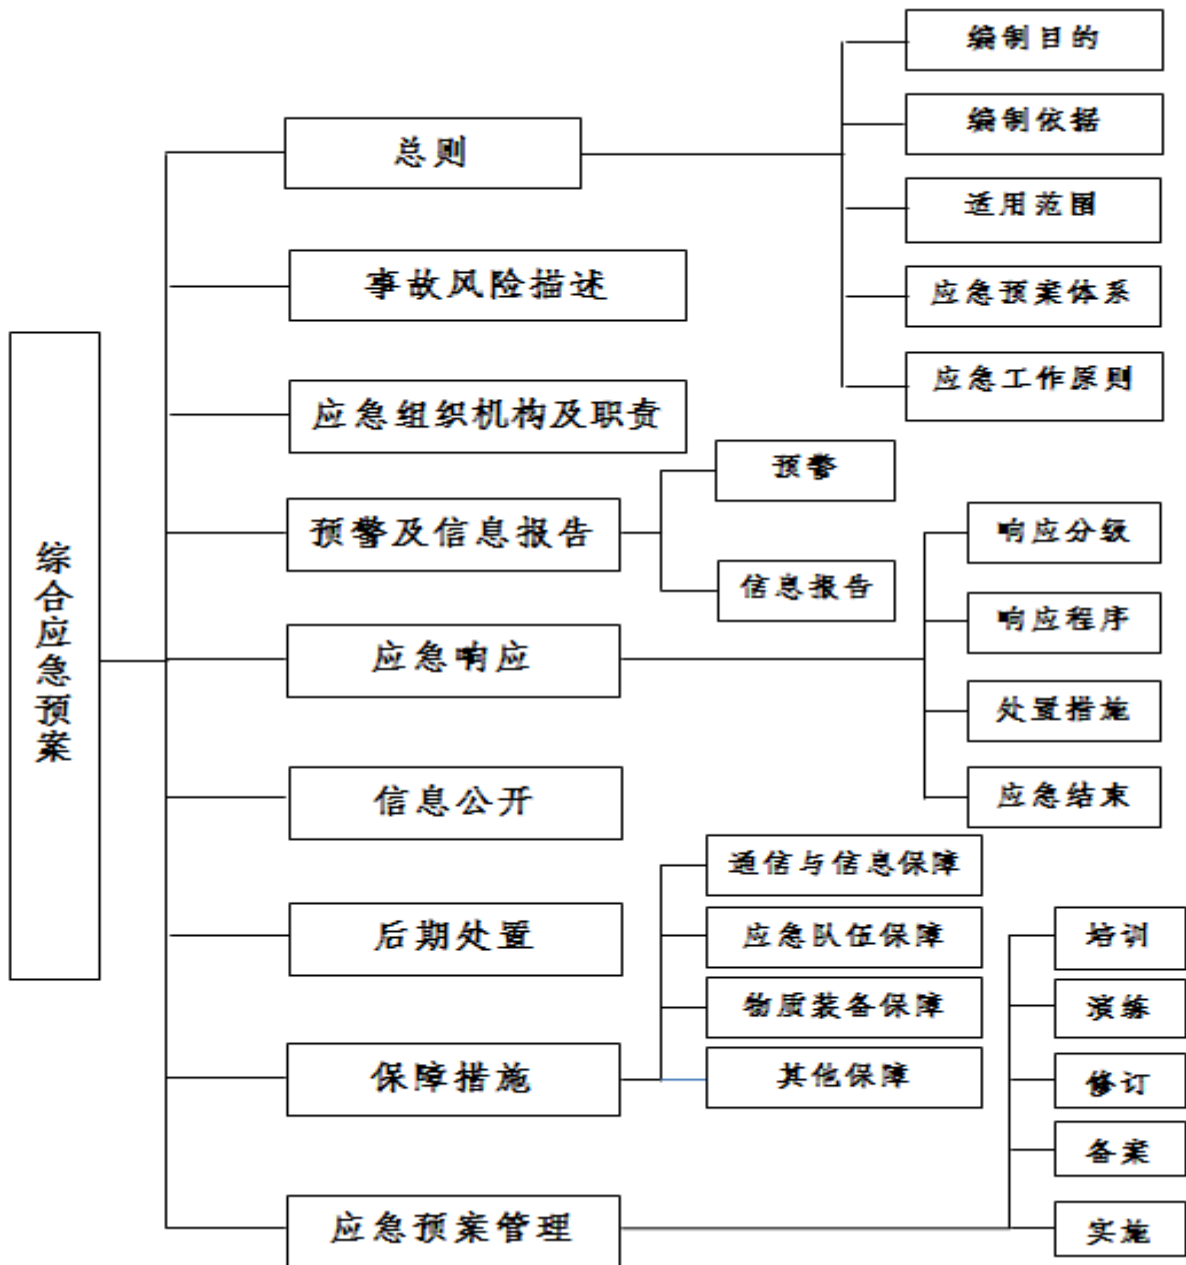 综合应急预案
总则
编制目的
编制依据
适用范围
应急预案体系
应急工作原则
事故风险描述
应急组织机构及职责
预警及信息报告
预警
信息报告
应急响应
响应分级
响应程序
处置措施
应急结束
信息公开
后期处置
保障措施
通信与信息保障
应急队伍保障
物质装备保障
其他保障
应急预案管理
培训
演练
修订
备案
实施